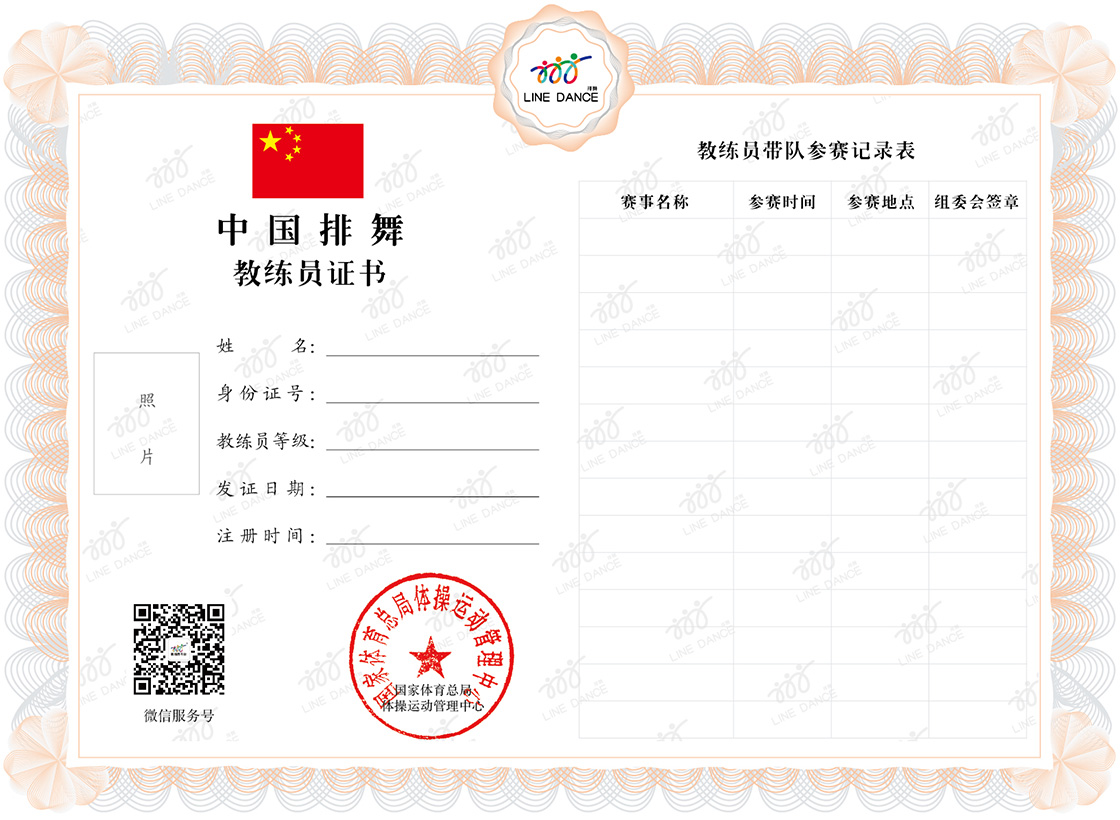 排舞
LINE DANCE
中国排舞
教练员证书
照片
姓名：
身份证号：
教练员等级：
发证日期：
注册时间：
微信服务号
国家体育总局体操运动管理中心
国家体育总局
体操运动管理中心
教练员带队参赛记录表
赛事名称 参赛时间 参赛地点 组委会签章